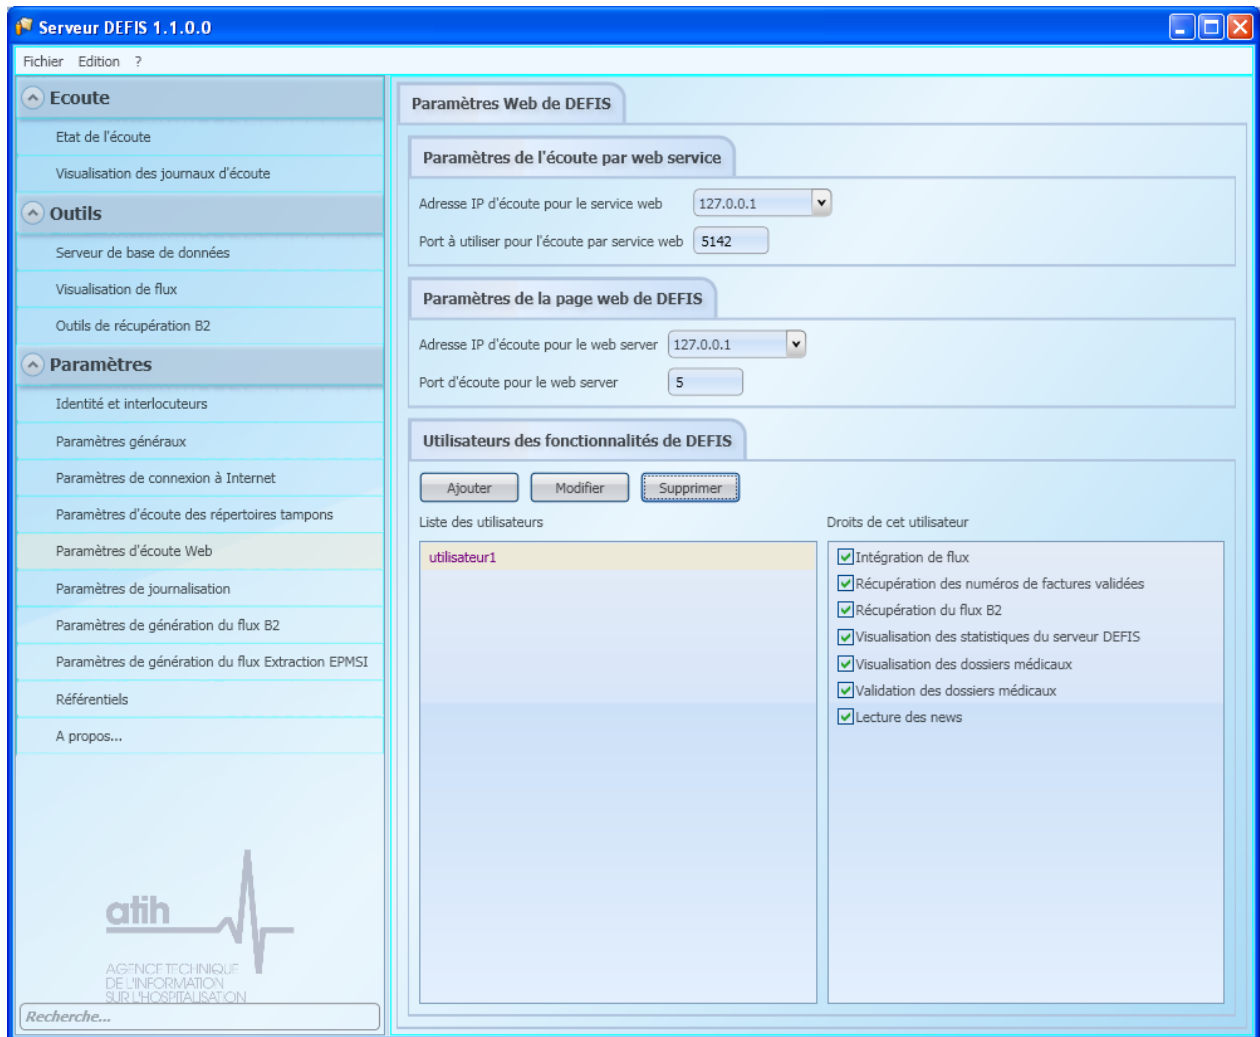 Serveur DEFIS 1.1.0.0
Fichier Edition ?
Ecoute
Etat de l'écoute
Visualisation des journaux d'écoute
Outils
Serveur de base de données
Visualisation de flux
Outils de récupération B2
Paramètres
Identité et interlocuteurs
Paramètres généraux
Paramètres de connexion à Internet
Paramètres d'écoute des répertoires tampons
Paramètres d'écoute Web
Paramètres de journalisation
Paramètres de génération du flux B2
Paramètres de génération du flux Extraction EPMSI
Référentiels
A propos...
atih
AGENCE TECHNIQUE
DE L'INFORMATION
SUR L'HOSPITALISATION
Recherche...
Paramètres Web de DEFIS
Paramètres de l'écoute par web service
Adresse IP d'écoute pour le service web 127.0.0.1
Port à utiliser pour l'écoute par service web 5142
Paramètres de la page web de DEFIS
Adresse IP d'écoute pour le web server 127.0.0.1
Port d'écoute pour le web server 5
Utilisateurs des fonctionnalités de DEFIS
Ajouter Modifier Supprimer
Liste des utilisateurs
utilisateur1
Droits de cet utilisateur
Intégration de flux
Récupération des numéros de factures validées
Récupération du flux B2
Visualisation des statistiques du serveur DEFIS
Visualisation des dossiers médicaux
Validation des dossiers médicaux
Lecture des news